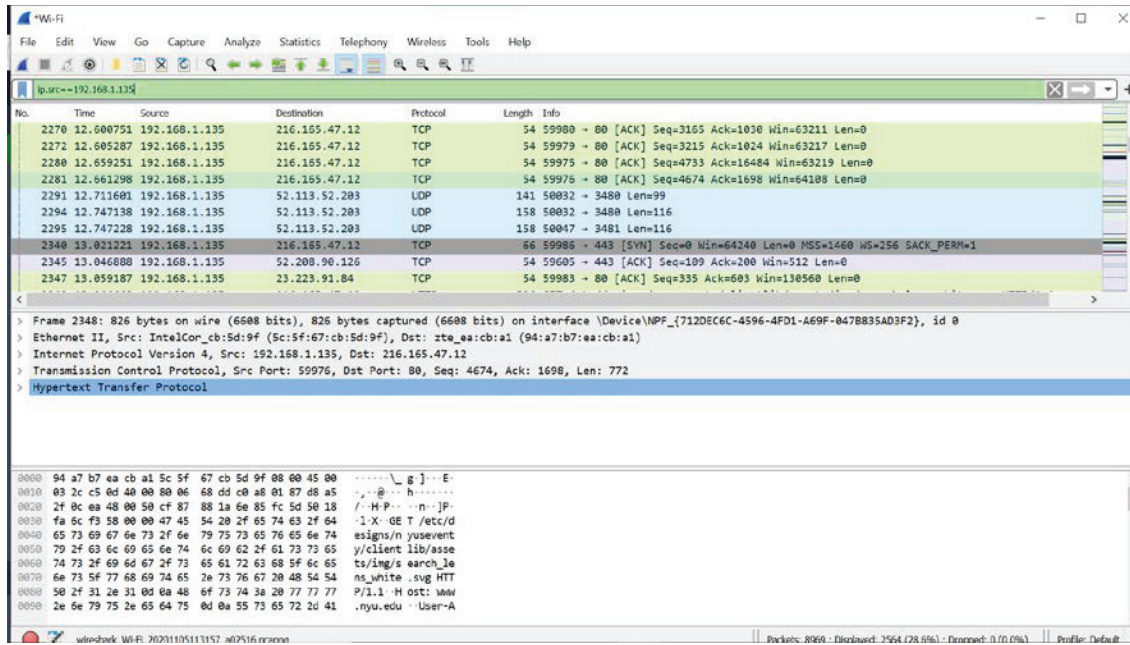 *Wi-Fi
File Edit View Go Capture Analyze Statistics Telephony Wireless Tools Help
ip.src==192.168.1.135
No. Time Source Destination Protocol Length Info
2270 12.600751 192.168.1.135 216.165.47.12 TCP 54 59980 → 80 [ACK] Seq=3165 Ack=1030 Win=63211 Len=0
2272 12.605287 192.168.1.135 216.165.47.12 TCP 54 59979 → 80 [ACK] Seq=3215 Ack=1024 Win=63217 Len=0
2280 12.659251 192.168.1.135 216.165.47.12 TCP 54 59975 → 80 [ACK] Seq=4733 Ack=16484 Win=63219 Len=0
2281 12.661298 192.168.1.135 216.165.47.12 TCP 54 59976 → 80 [ACK] Seq=4674 Ack=1698 Win=64108 Len=0
2291 12.711601 192.168.1.135 52.113.52.203 UDP 141 50032 → 3480 Len=99
2294 12.747138 192.168.1.135 52.113.52.203 UDP 158 50032 → 3480 Len=116
2295 12.747228 192.168.1.135 52.113.52.203 UDP 158 50047 → 3481 Len=116
2340 13.021221 192.168.1.135 216.165.47.12 TCP 66 59986 → 443 [SYN] Seq=0 Win=64240 Len=0 MSS=1460 WS=256 SACK_PERM=1
2345 13.046888 192.168.1.135 52.208.90.126 TCP 54 59605 → 443 [ACK] Seq=109 Ack=200 Win=512 Len=0
2347 13.059187 192.168.1.135 23.223.91.84 TCP 54 59983 → 80 [ACK] Seq=335 Ack=603 Win=130560 Len=0
> Frame 2348: 826 bytes on wire (6608 bits), 826 bytes captured (6608 bits) on interface \Device\NPF_{712DEC6C-4596-4FD1-A69F-047B835AD3F2}, id 0
> Ethernet II, Src: IntelCor_cb:5d:9f (5c:5f:67:cb:5d:9f), Dst: zte_ea:cb:a1 (94:a7:b7:ea:cb:a1)
> Internet Protocol Version 4, Src: 192.168.1.135, Dst: 216.165.47.12
> Transmission Control Protocol, Src Port: 59976, Dst Port: 80, Seq: 4674, Ack: 1698, Len: 772
> Hypertext Transfer Protocol
0000 94 a7 b7 ea cb a1 5c 5f 67 cb 5d 9f 08 00 45 00 ······\_ g·]···E·
0010 03 2c c5 0d 40 00 80 06 68 dd c0 a8 01 87 d8 a5 ·,··@··· h·······
0020 2f 0c ea 48 00 50 cf 87 88 1a 6e 85 fc 5d 50 18 /··H·P·· ··n··]P·
0030 fa 6c f3 58 00 00 47 45 54 20 2f 65 74 63 2f 64 ·l·X··GE T /etc/d
0040 65 73 69 67 6e 73 2f 6e 79 75 73 65 76 65 6e 74 esigns/n yusevent
0050 79 2f 63 6c 69 65 6e 74 6c 69 62 2f 61 73 73 65 y/client lib/asse
0060 74 73 2f 69 6d 67 2f 73 65 61 72 63 68 5f 6c 65 ts/img/s earch_le
0070 6e 73 5f 77 68 69 74 65 2e 73 76 67 20 48 54 54 ns_white .svg HTT
0080 50 2f 31 2e 31 0d 0a 48 6f 73 74 3a 20 77 77 77 P/1.1··H ost: www
0090 2e 6e 79 75 2e 65 64 75 0d 0a 55 73 65 72 2d 41 .nyu.edu ··User-A
wireshark_Wi-Fi_20201105113157_a02516.pcapng Packets: 8969 · Displayed: 2564 (28.6%) · Dropped: 0 (0.0%) Profile: Default